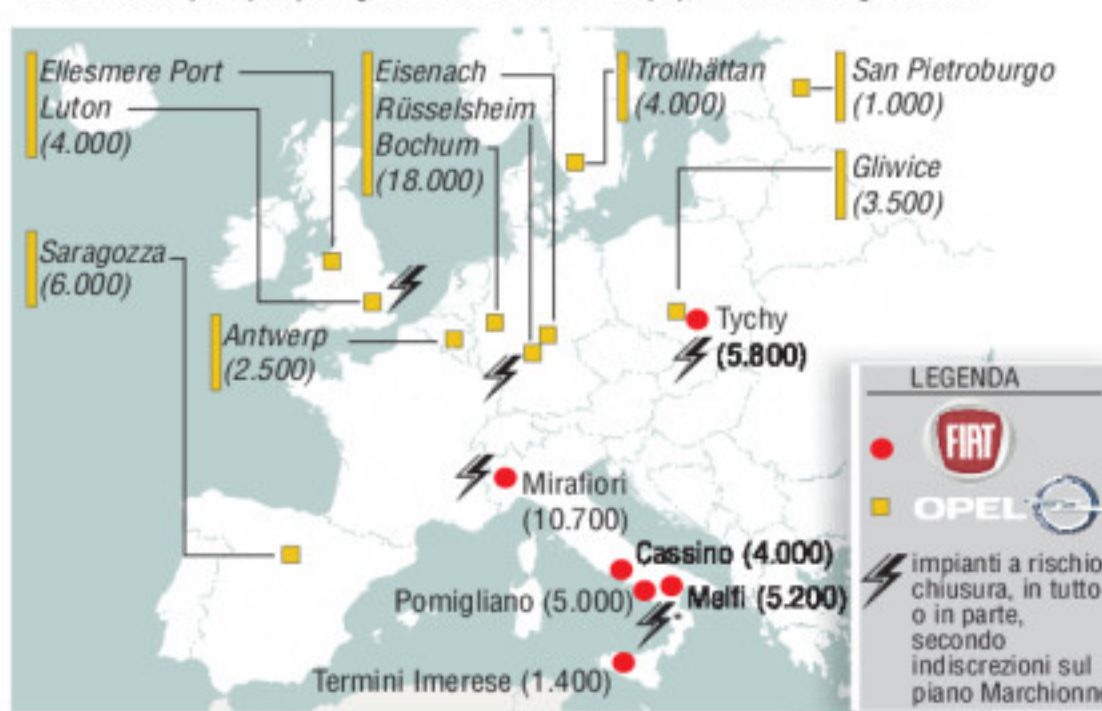 Ellesmere Port
Luton
(4.000)
Eisenach
Rüsselsheim
Bochum
(18.000)
Trollhättan
(4.000)
San Pietroburgo
(1.000)
Gliwice
(3.500)
Saragozza
(6.000)
Antwerp
(2.500)
Tychy
(5.800)
Mirafiori
(10.700)
Cassino (4.000)
Pomigliano (5.000)
Melfi (5.200)
Termini Imerese (1.400)
LEGENDA
FIAT
OPEL
impianti a rischio
chiusura, in tutto
o in parte,
secondo
indiscrezioni sul
piano Marchionne